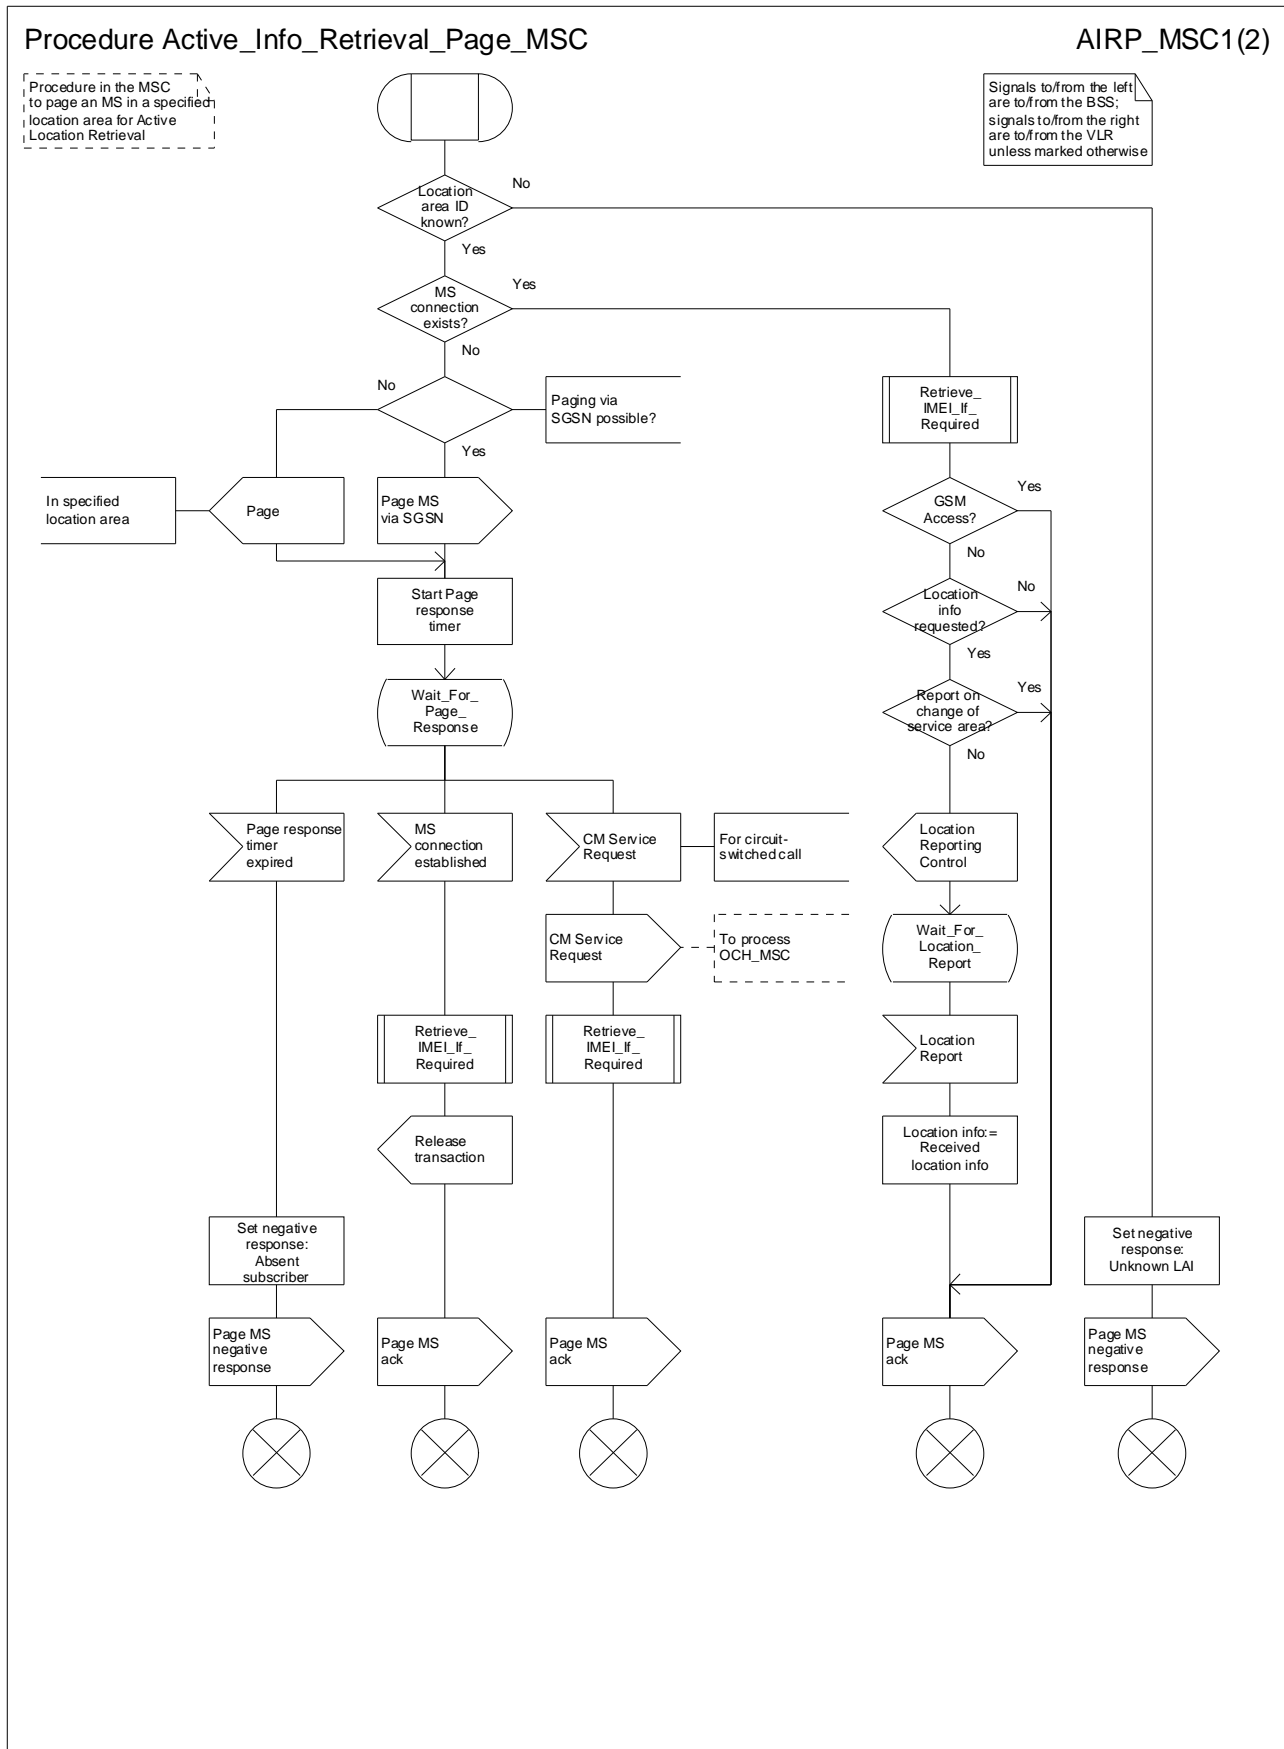 Procedure Active_Info_Retrieval_Page_MSC
AIRP_MSC1(2)
Procedure in the MSC
to page an MS in a specified
location area for Active
Location Retrieval
Signals to/from the left
are to/from the BSS;
signals to/from the right
are to/from the VLR
unless marked otherwise
Location
area ID
known?
No
Yes
MS
connection
exists?
Yes
No
No
Yes
Paging via
SGSN possible?
Retrieve_
IMEI_If_
Required
In specified
location area
Page
Page MS
via SGSN
GSM
Access?
Yes
No
Start Page
response
timer
Location
info
requested?
No
Yes
Wait_For_
Page_
Response
Report on
change of
service area?
Yes
No
Page response
timer
expired
MS
connection
established
CM Service
Request
For circuit-
switched call
Location
Reporting
Control
CM Service
Request
To process
OCH_MSC
Wait_For_
Location_
Report
Retrieve_
IMEI_If_
Required
Retrieve_
IMEI_If_
Required
Location
Report
Release
transaction
Location info:=
Received
location info
Set negative
response:
Absent
subscriber
Set negative
response:
Unknown LAI
Page MS
negative
response
Page MS
ack
Page MS
ack
Page MS
ack
Page MS
negative
response